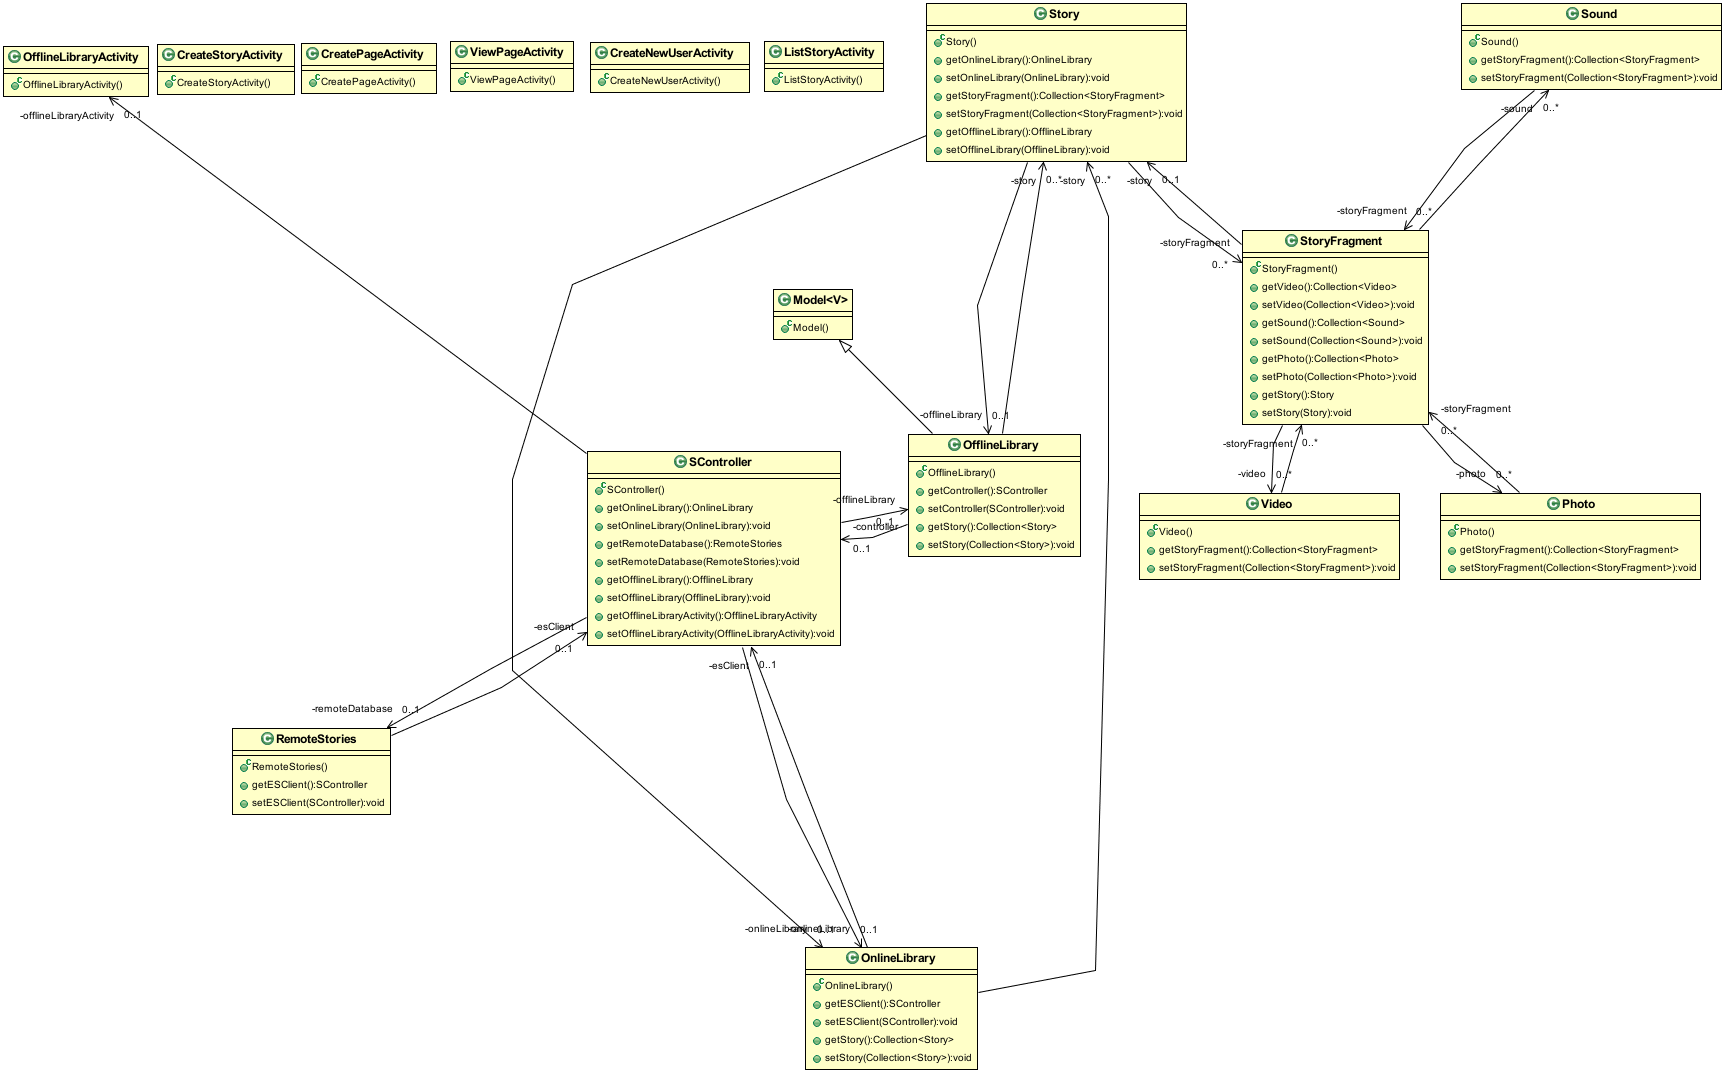 OfflineLibraryActivity
OfflineLibraryActivity()
CreateStoryActivity
CreateStoryActivity()
CreatePageActivity
CreatePageActivity()
ViewPageActivity
ViewPageActivity()
CreateNewUserActivity
CreateNewUserActivity()
ListStoryActivity
ListStoryActivity()
Story
Story()
getOnlineLibrary():OnlineLibrary
setOnlineLibrary(OnlineLibrary):void
getStoryFragment():Collection<StoryFragment>
setStoryFragment(Collection<StoryFragment>):void
getOfflineLibrary():OfflineLibrary
setOfflineLibrary(OfflineLibrary):void
Sound
Sound()
getStoryFragment():Collection<StoryFragment>
setStoryFragment(Collection<StoryFragment>):void
-offlineLibraryActivity 0..1
-sound 0..*
-story 0..*
-story 0..*
-story 0..1
-storyFragment 0..*
-storyFragment
0..*
StoryFragment
StoryFragment()
getVideo():Collection<Video>
setVideo(Collection<Video>):void
getSound():Collection<Sound>
setSound(Collection<Sound>):void
getPhoto():Collection<Photo>
setPhoto(Collection<Photo>):void
getStory():Story
setStory(Story):void
Model<V>
Model()
-offlineLibrary 0..1
-storyFragment
0..*
-storyFragment 0..*
-video 0..*
-photo 0..*
OfflineLibrary
OfflineLibrary()
getController():SController
setController(SController):void
getStory():Collection<Story>
setStory(Collection<Story>):void
SController
SController()
getOnlineLibrary():OnlineLibrary
setOnlineLibrary(OnlineLibrary):void
getRemoteDatabase():RemoteStories
setRemoteDatabase(RemoteStories):void
getOfflineLibrary():OfflineLibrary
setOfflineLibrary(OfflineLibrary):void
getOfflineLibraryActivity():OfflineLibraryActivity
setOfflineLibraryActivity(OfflineLibraryActivity):void
-offlineLibrary
0..1
-controller
0..1
Video
Video()
getStoryFragment():Collection<StoryFragment>
setStoryFragment(Collection<StoryFragment>):void
Photo
Photo()
getStoryFragment():Collection<StoryFragment>
setStoryFragment(Collection<StoryFragment>):void
-esClient
0..1
-esClient 0..1
-remoteDatabase 0..1
RemoteStories
RemoteStories()
getESClient():SController
setESClient(SController):void
-onlineLibrary 0..1
-onlineLibrary 0..1
OnlineLibrary
OnlineLibrary()
getESClient():SController
setESClient(SController):void
getStory():Collection<Story>
setStory(Collection<Story>):void